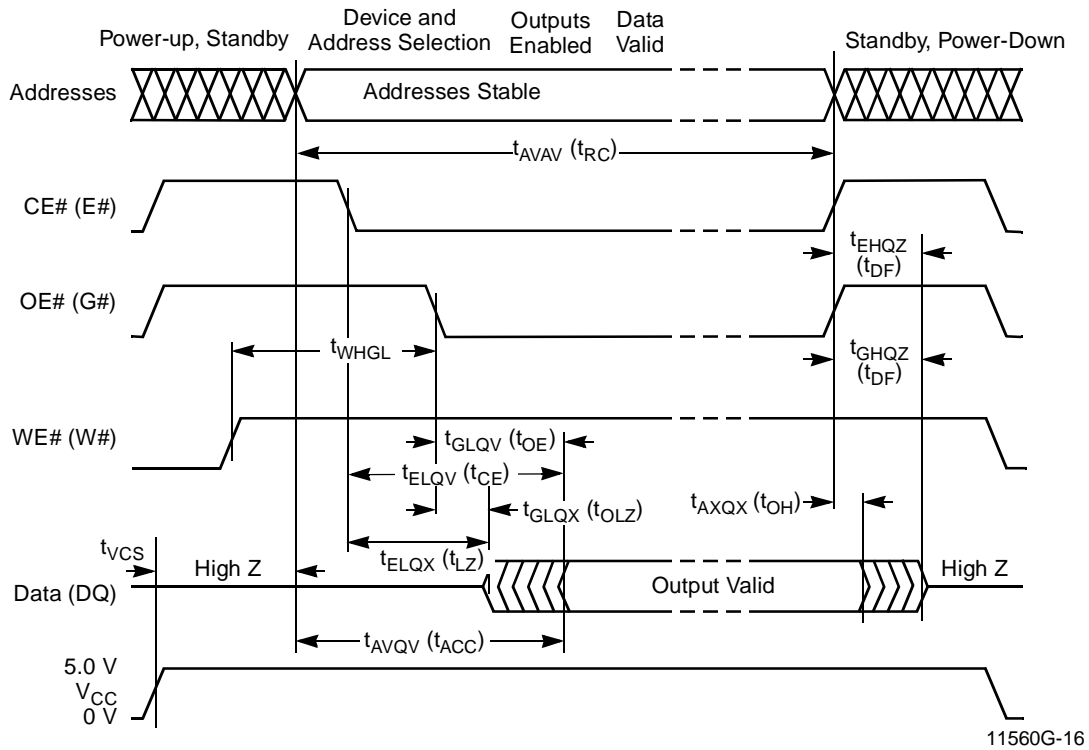 Power-up, Standby
Device and
Address Selection
Outputs
Enabled
Data
Valid
Standby, Power-Down
Addresses
Addresses Stable
tAVAV (tRC)
CE# (E#)
tEHQZ
(tDF)
OE# (G#)
tWHGL
tGHQZ
(tDF)
WE# (W#)
tGLQV (tOE)
tELQV (tCE)
tGLQX (tOLZ)
tAXQX (tOH)
tVCS
tELQX (tLZ)
High Z
Output Valid
High Z
Data (DQ)
tAVQV (tACC)
5.0 V
VCC
0 V
11560G-16